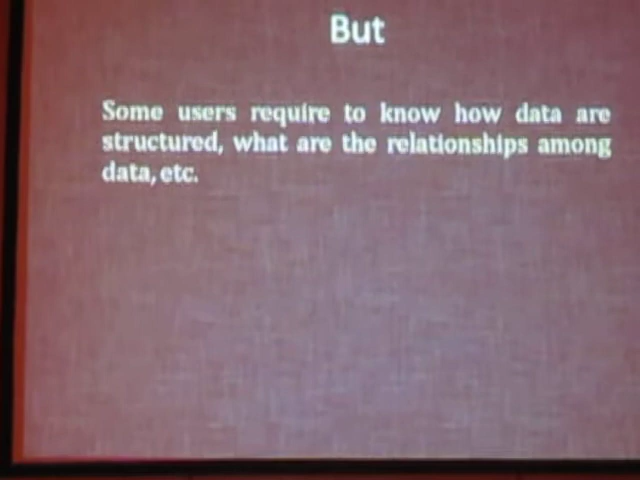 But
Some users require to know how data are
structured, what are the relationships among
data, etc.